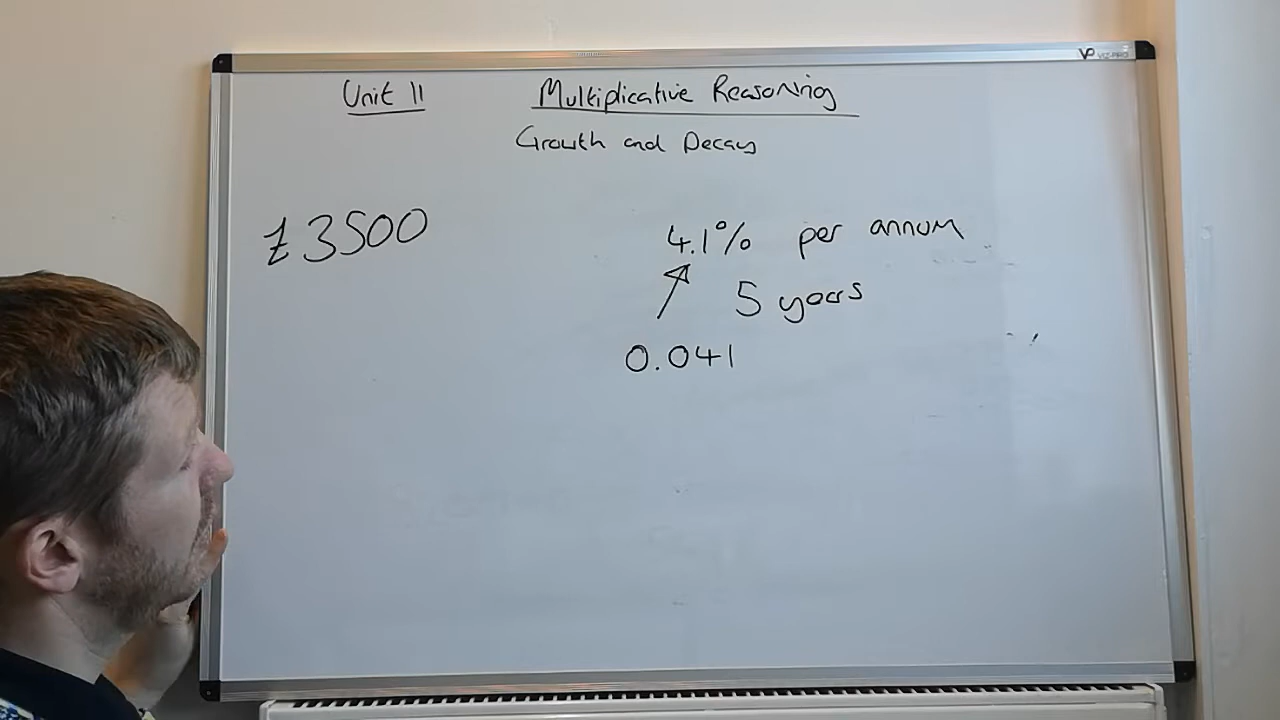 Unit 11 Multiplicative Reasoning
Growth and Decay
£3500 4.1% per annum
5 years
0.041